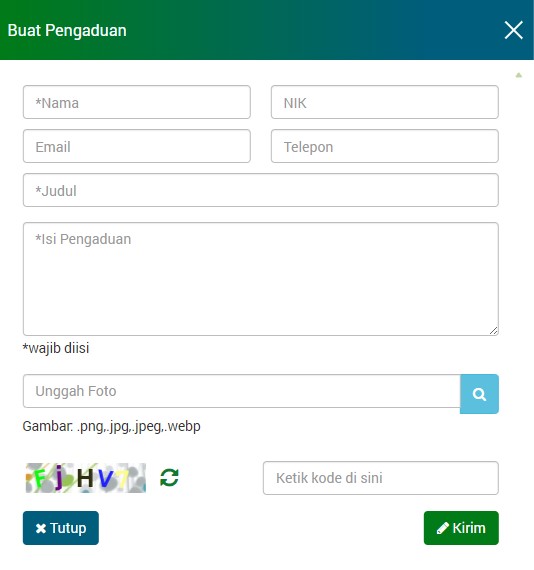 Buat Pengaduan
*Nama
NIK
Email
Telepon
*Judul
*Isi Pengaduan
*wajib diisi
Unggah Foto
Gambar: .png,.jpg,.jpeg,.webp
Ketik kode di sini
Tutup
Kirim